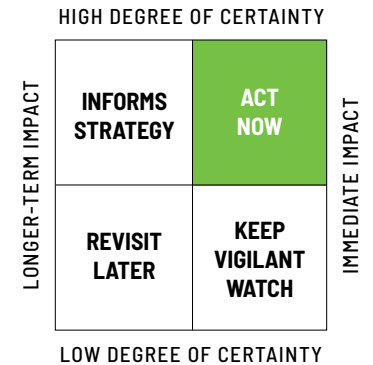 HIGH DEGREE OF CERTAINTY
LONGER-TERM IMPACT
INFORMS
STRATEGY
ACT
NOW
IMMEDIATE IMPACT
REVISIT
LATER
KEEP
VIGILANT
WATCH
LOW DEGREE OF CERTAINTY